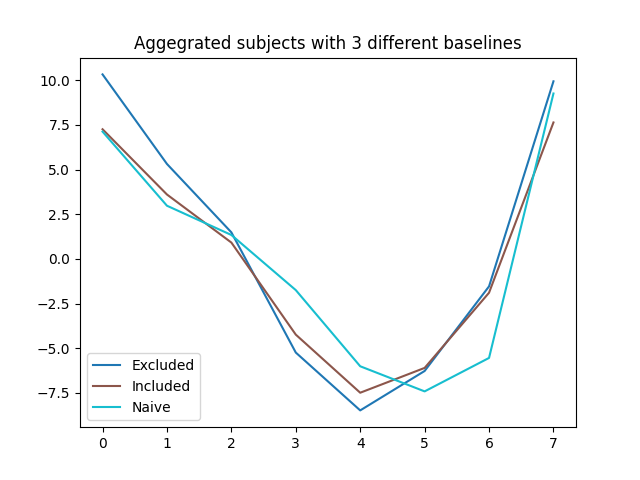 Aggegrated subjects with 3 different baselines
10.0
7.5
5.0
2.5
0.0
−2.5
−5.0
−7.5
Excluded
Included
Naive
0 1 2 3 4 5 6 7